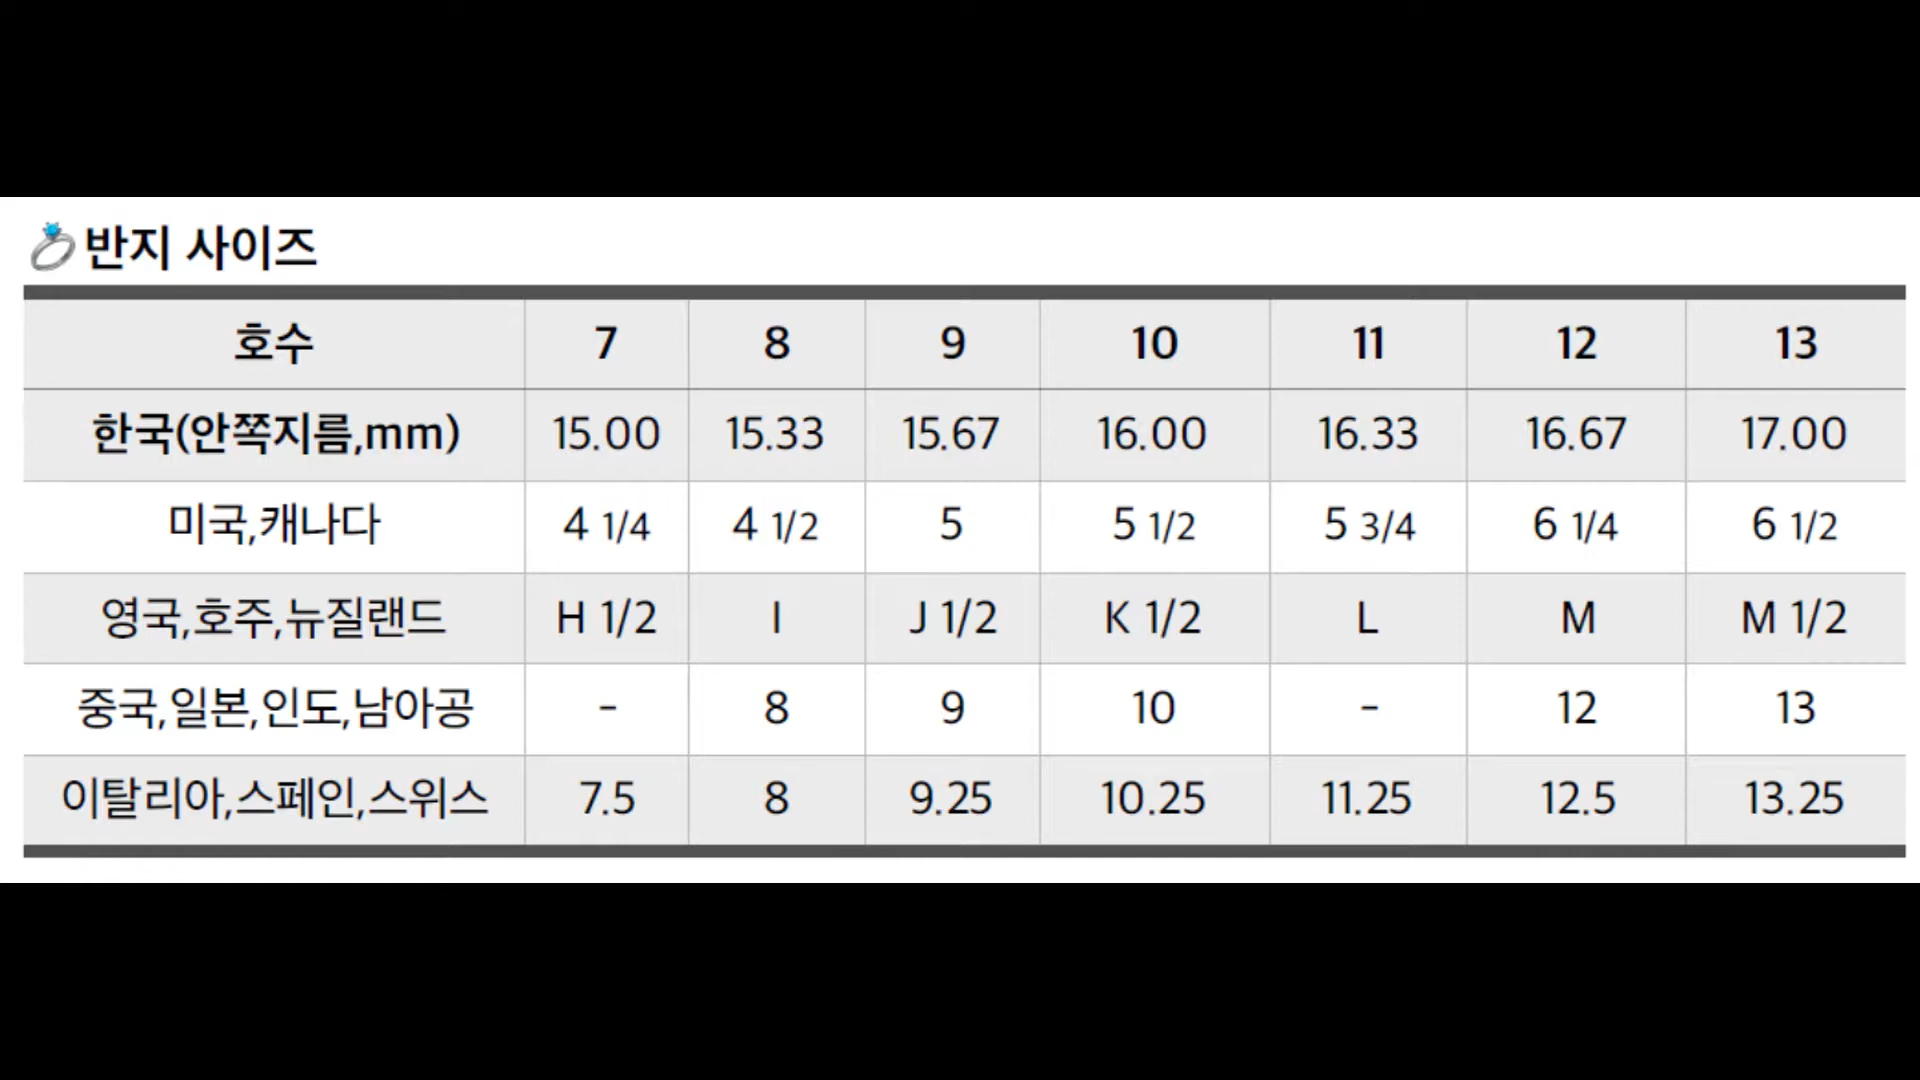 반지 사이즈
호수 7 8 9 10 11 12 13
한국(안쪽지름,mm) 15.00 15.33 15.67 16.00 16.33 16.67 17.00
미국,캐나다 4 1/4 4 1/2 5 5 1/2 5 3/4 6 1/4 6 1/2
영국,호주,뉴질랜드 H 1/2 I J 1/2 K 1/2 L M M 1/2
중국,일본,인도,남아공 - 8 9 10 - 12 13
이탈리아,스페인,스위스 7.5 8 9.25 10.25 11.25 12.5 13.25